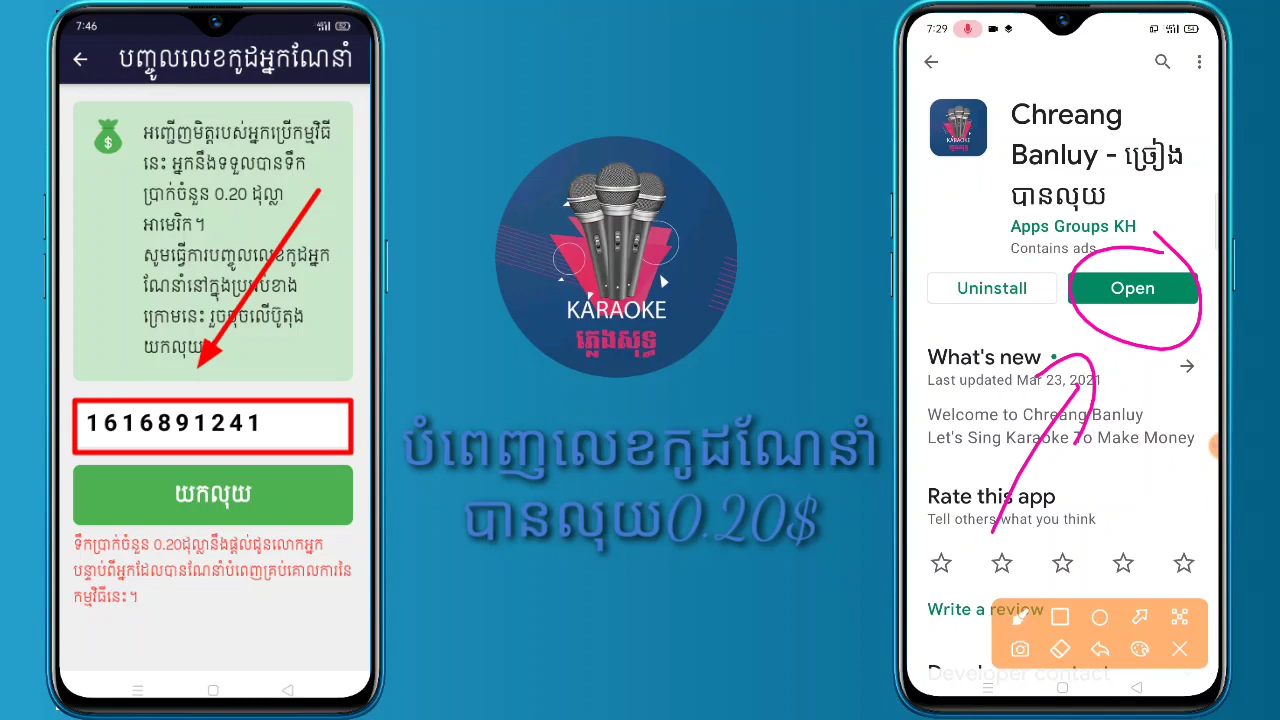 7:46
បញ្ចូលលេខកូដអ្នកណែនាំ
$
អញ្ជើញមិត្តរបស់អ្នកប្រើកម្មវិធី
នេះ អ្នកនឹងទទួលបានទឹក
ប្រាក់ចំនួន 0.20 ដុល្លា
អាមេរិក។
សូមធ្វើការបញ្ចូលលេខកូដអ្នក
ណែនាំនៅក្នុងប្រអប់ខាង
ក្រោមនេះ រួចចុចលើប៊ូតុង
យកលុយ
1616891241
យកលុយ
ទឹកប្រាក់ចំនួន 0.20ដុល្លានឹងផ្តល់ជូនលោកអ្នក
បន្ទាប់ពីអ្នកដែលបានណែនាំបំពេញគ្រប់គោលការនៃ
កម្មវិធីនេះ។
KARAOKE
ភ្លេងសុទ្ធ
បំពេញលេខកូដណែនាំ
បានលុយ0.20$
7:29
KARAOKE
ភ្លេងសុទ្ធ
Chreang
Banluy - ច្រៀង
បានលុយ
Apps Groups KH
Contains ads
Uninstall
Open
What's new
Last updated Mar 23, 2021
Welcome to Chreang Banluy
Let's Sing Karaoke To Make Money
Rate this app
Tell others what you think
Write a review
Developer contact